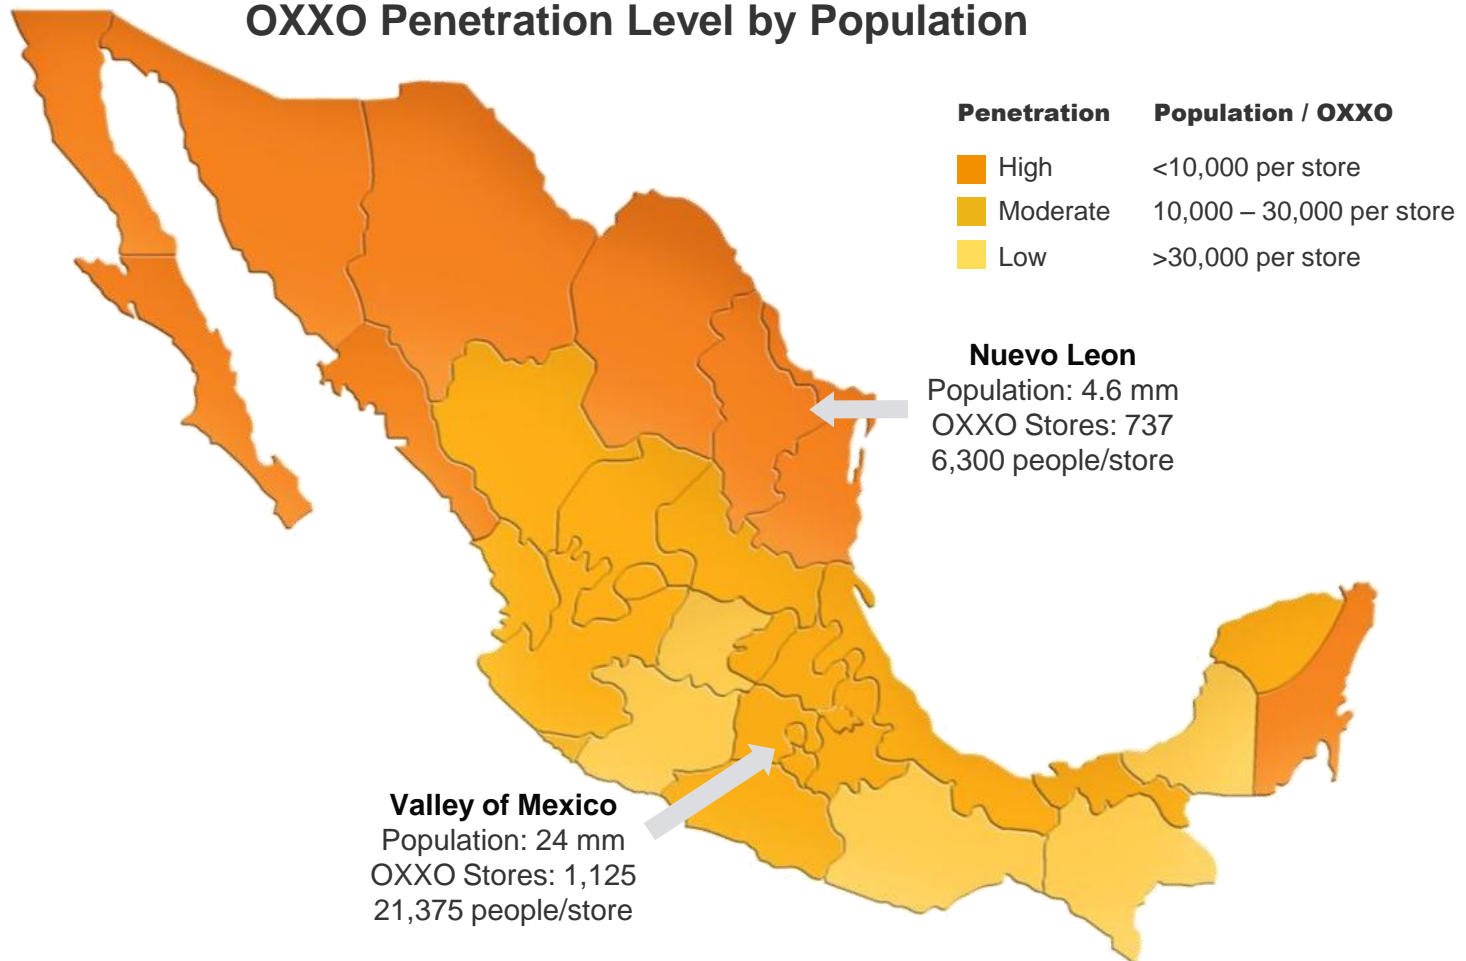 OXXO Penetration Level by Population
Penetration Population / OXXO
High <10,000 per store
Moderate 10,000 – 30,000 per store
Low >30,000 per store
Nuevo Leon
Population: 4.6 mm
OXXO Stores: 737
6,300 people/store
Valley of Mexico
Population: 24 mm
OXXO Stores: 1,125
21,375 people/store